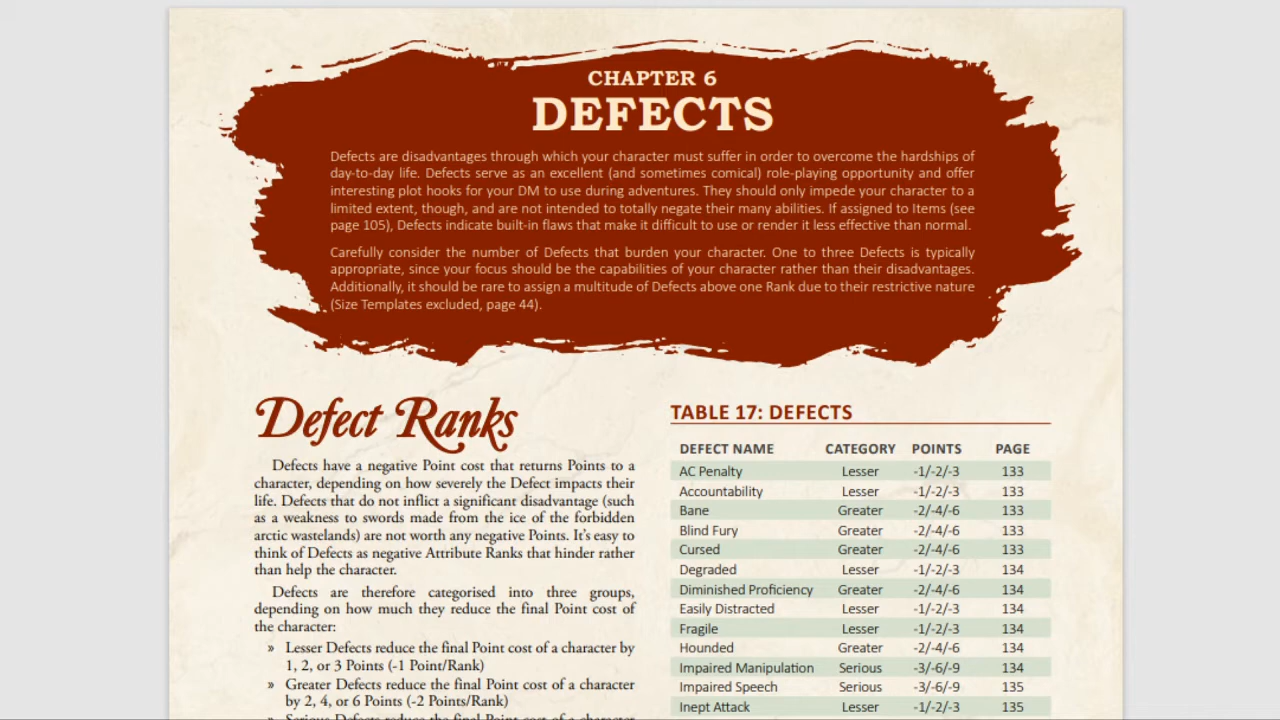 CHAPTER 6
DEFECTS
Defects are disadvantages through which your character must suffer in order to overcome the hardships of
day-to-day life. Defects serve as an excellent (and sometimes comical) role-playing opportunity and offer
interesting plot hooks for your DM to use during adventures. They should only impede your character to a
limited extent, though, and are not intended to totally negate their many abilities. If assigned to Items (see
page 105), Defects indicate built-in flaws that make it difficult to use or render it less effective than normal.
Carefully consider the number of Defects that burden your character. One to three Defects is typically
appropriate, since your focus should be the capabilities of your character rather than their disadvantages.
Additionally, it should be rare to assign a multitude of Defects above one Rank due to their restrictive nature
(Size Templates excluded, page 44).
Defect Ranks
Defects have a negative Point cost that returns Points to a
character, depending on how severely the Defect impacts their
life. Defects that do not inflict a significant disadvantage (such
as a weakness to swords made from the ice of the forbidden
arctic wastelands) are not worth any negative Points. It's easy to
think of Defects as negative Attribute Ranks that hinder rather
than help the character.
Defects are therefore categorised into three groups,
depending on how much they reduce the final Point cost of
the character:
» Lesser Defects reduce the final Point cost of a character by
1, 2, or 3 Points (-1 Point/Rank)
» Greater Defects reduce the final Point cost of a character
by 2, 4, or 6 Points (-2 Points/Rank)
» Serious Defects reduce the final Point cost of a character
TABLE 17: DEFECTS
DEFECT NAME CATEGORY POINTS PAGE
AC Penalty Lesser -1/-2/-3 133
Accountability Lesser -1/-2/-3 133
Bane Greater -2/-4/-6 133
Blind Fury Greater -2/-4/-6 133
Cursed Greater -2/-4/-6 133
Degraded Lesser -1/-2/-3 134
Diminished Proficiency Greater -2/-4/-6 134
Easily Distracted Lesser -1/-2/-3 134
Fragile Lesser -1/-2/-3 134
Hounded Greater -2/-4/-6 134
Impaired Manipulation Serious -3/-6/-9 134
Impaired Speech Serious -3/-6/-9 135
Inept Attack Lesser -1/-2/-3 135